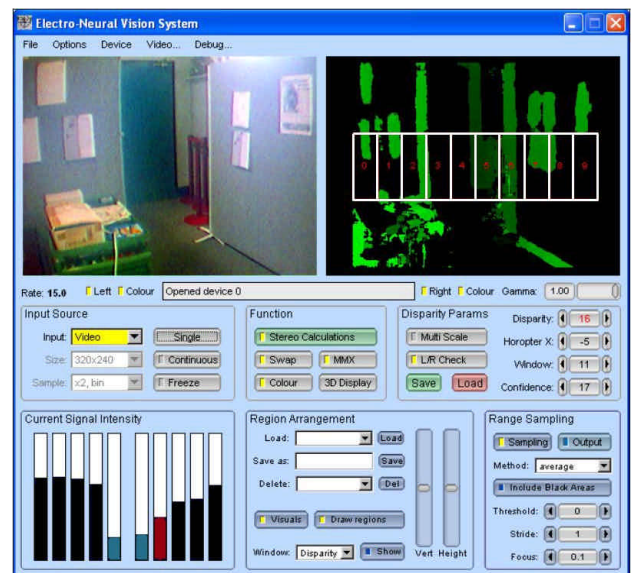 Electro-Neural Vision System
File Options Device Video... Debug...
0 1 2 3 4 5 6 7 8 9
Rate: 15.0 Left Colour Opened device 0 Right Colour Gamma: 1.00
Input Source
Input: Video Single
Size: 320x240 Continuous
Sample: x2, bin Freeze
Function
Stereo Calculations
Swap MMX
Colour 3D Display
Disparity Params
Multi Scale
L/R Check
Save Load
Disparity: 16
Horopter X: -5
Window: 11
Confidence: 17
Current Signal Intensity
Region Arrangement
Load: Load
Save as: Save
Delete: Del
Visuals Draw regions
Window: Disparity Show
Vert Height
Range Sampling
Sampling Output
Method: average
Include Black Areas
Threshold: 0
Stride: 1
Focus: 0.1